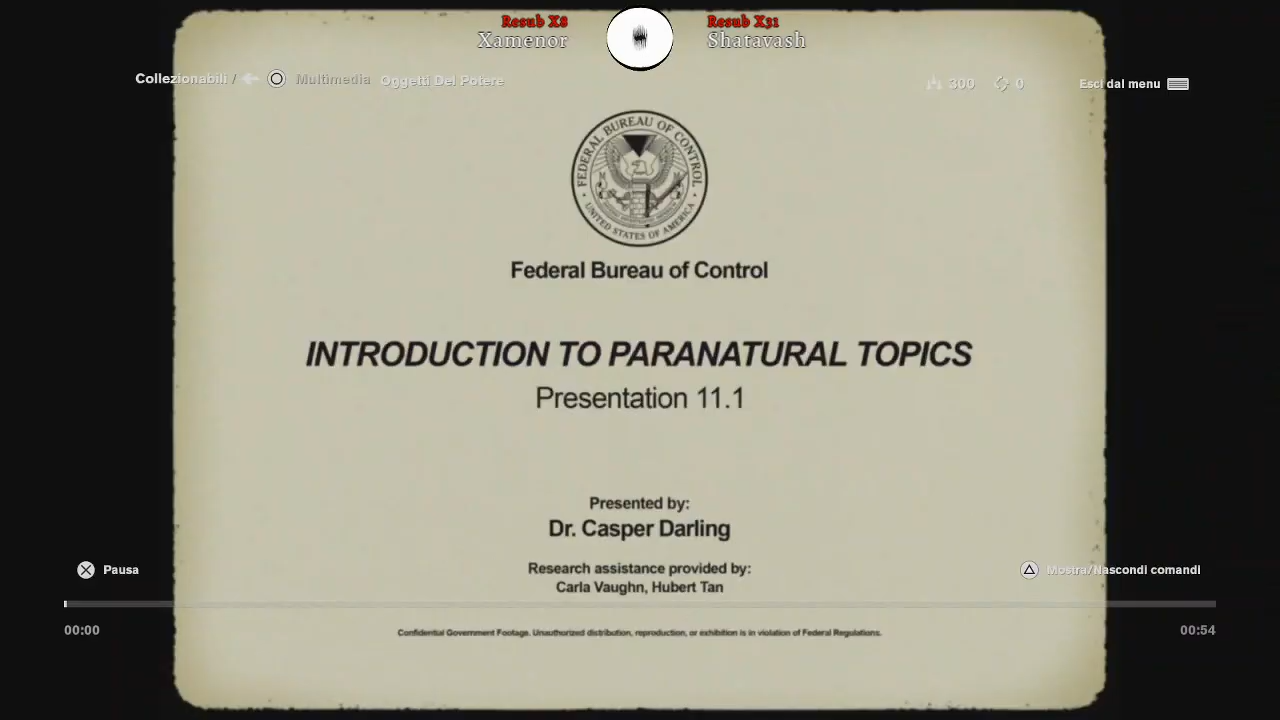 Resub X8
Xamenor
Resub X31
Shatavash
Collezionabili / Multimedia Oggetti Del Potere
300 0
Esci dal menu
FEDERAL BUREAU OF CONTROL
UNITED STATES OF AMERICA
Federal Bureau of Control
INTRODUCTION TO PARANATURAL TOPICS
Presentation 11.1
Presented by:
Dr. Casper Darling
Research assistance provided by:
Carla Vaughn, Hubert Tan
Pausa
Mostra/Nascondi comandi
00:00
00:54
Confidential Government Footage. Unauthorized distribution, reproduction, or exhibition is in violation of Federal Regulations.